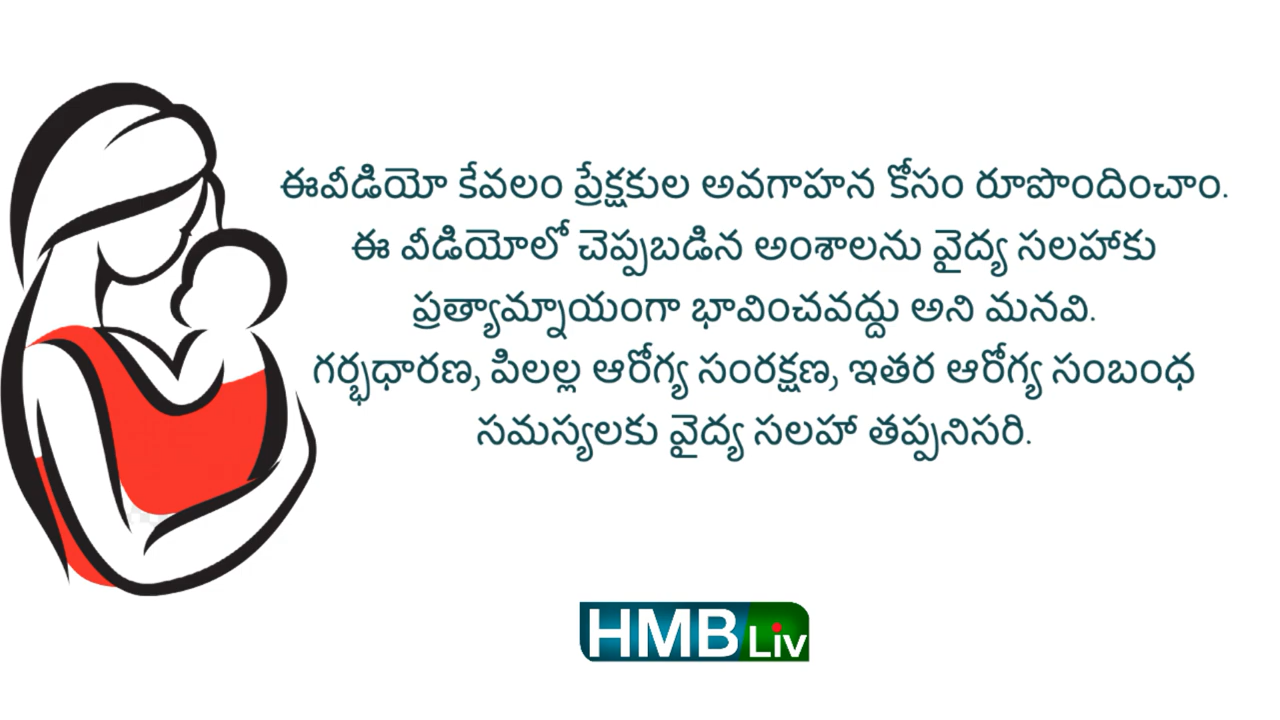 ఈవీడియో కేవలం ప్రేక్షకుల అవగాహన కోసం రూపొందించాం.
ఈ వీడియోలో చెప్పబడిన అంశాలను వైద్య సలహాకు
ప్రత్యామ్నాయంగా భావించవద్దు అని మనవి.
గర్భధారణ, పిలల్ల ఆరోగ్య సంరక్షణ, ఇతర ఆరోగ్య సంబంధ
సమస్యలకు వైద్య సలహా తప్పనిసరి.
HMB Liv